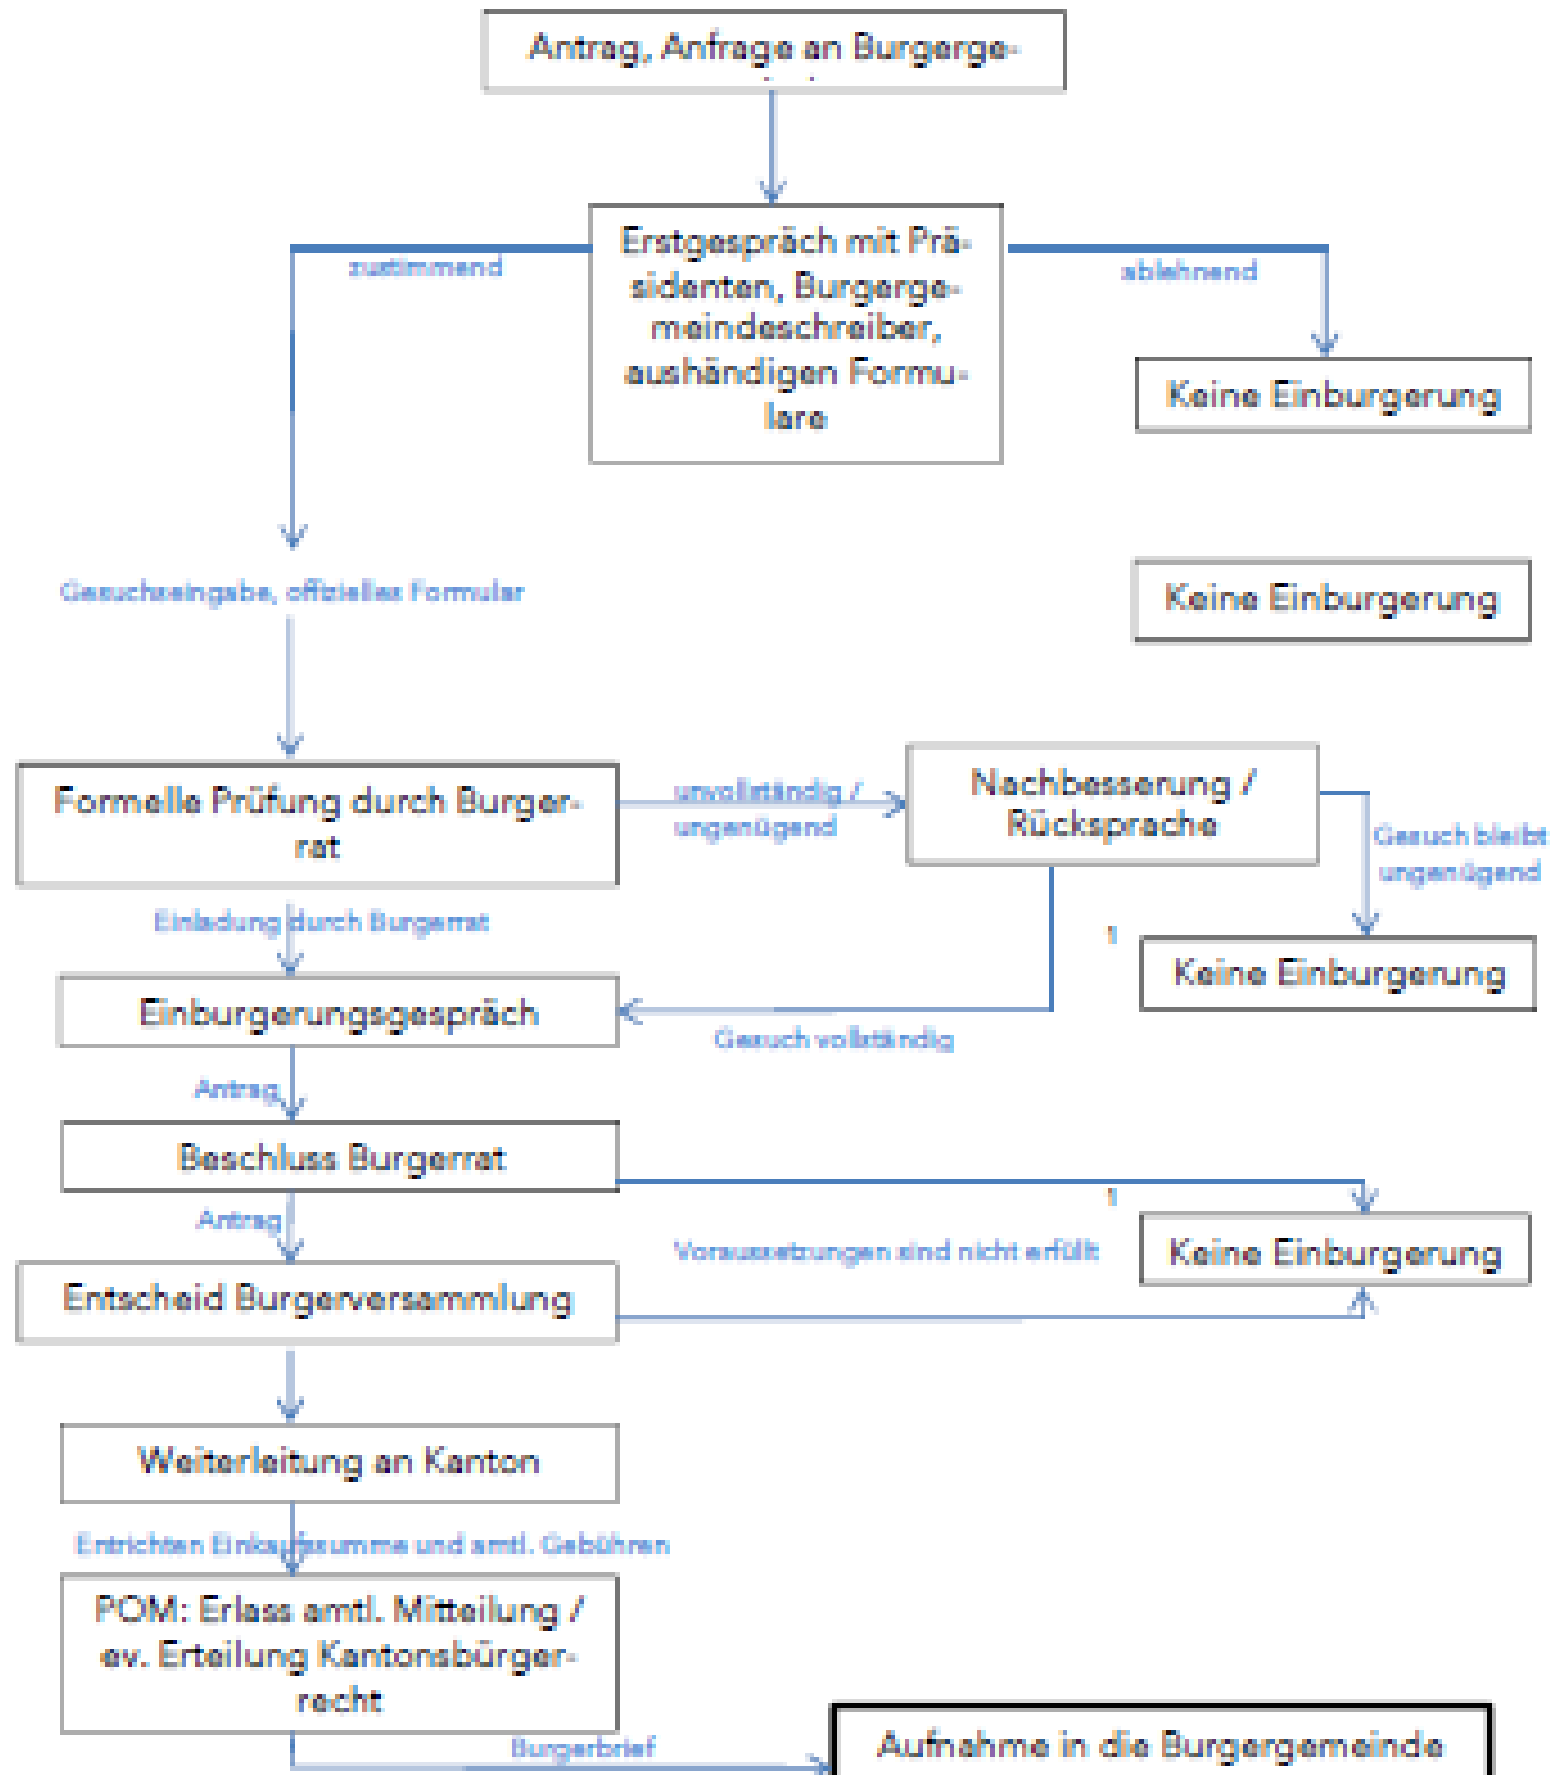 Antrag, Anfrage an Burgerge-
Erstgespräch mit Prä-
sidenten, Burgerge-
meindeschreiber,
aushändigen Formu-
lare
zustimmend
ablehnend
Keine Einburgerung
Gesuchseingabe, offizielles Formular
Keine Einburgerung
Formelle Prüfung durch Burger-
rat
unvollständig /
ungenügend
Nachbesserung /
Rücksprache
Gesuch bleibt
ungenügend
Einladung durch Burgerrat
1
Keine Einburgerung
Einburgerungsgespräch
Gesuch vollständig
Antrag
Beschluss Burgerrat
1
Antrag
Voraussetzungen sind nicht erfüllt
Keine Einburgerung
Entscheid Burgerversammlung
Weiterleitung an Kanton
Entrichten Einkaufssumme und amtl. Gebühren
POM: Erlass amtl. Mitteilung /
ev. Erteilung Kantonsbürger-
recht
Burgerbrief
Aufnahme in die Burgergemeinde